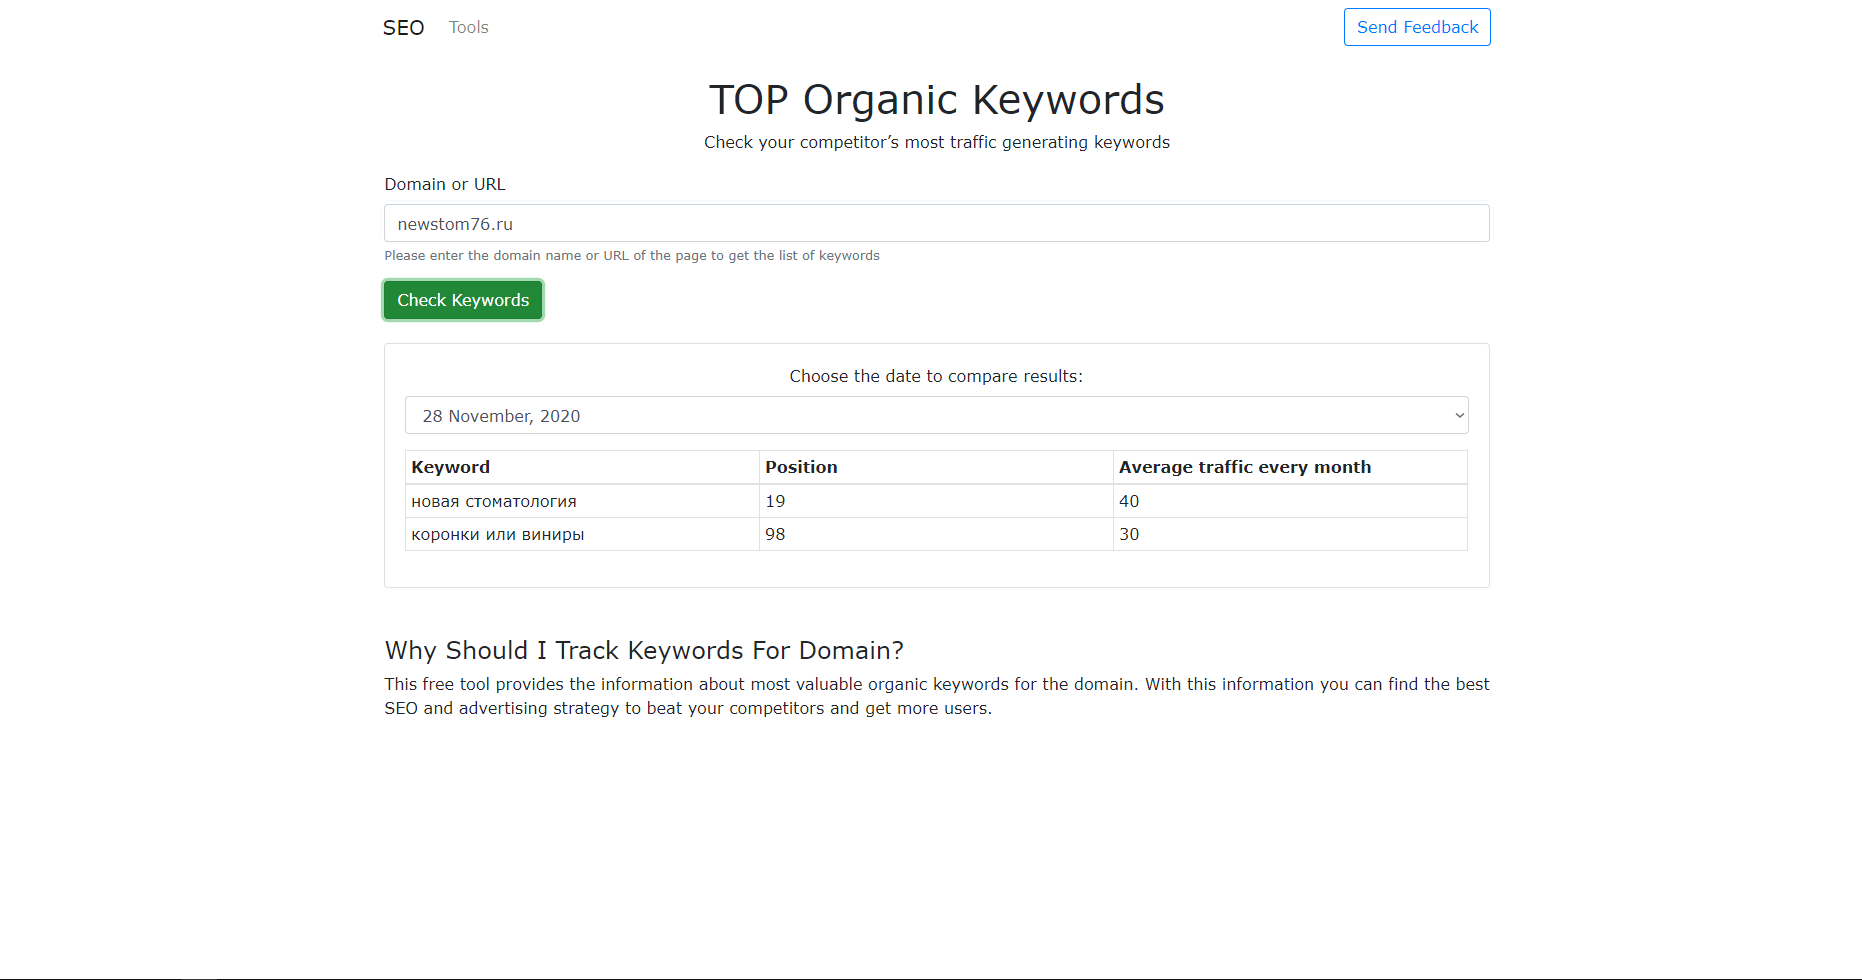 SEO Tools Send Feedback
TOP Organic Keywords
Check your competitor’s most traffic generating keywords
Domain or URL
newstom76.ru
Please enter the domain name or URL of the page to get the list of keywords
Check Keywords
Choose the date to compare results:
28 November, 2020
Keyword Position Average traffic every month
новая стоматология 19 40
коронки или виниры 98 30
Why Should I Track Keywords For Domain?
This free tool provides the information about most valuable organic keywords for the domain. With this information you can find the best
SEO and advertising strategy to beat your competitors and get more users.